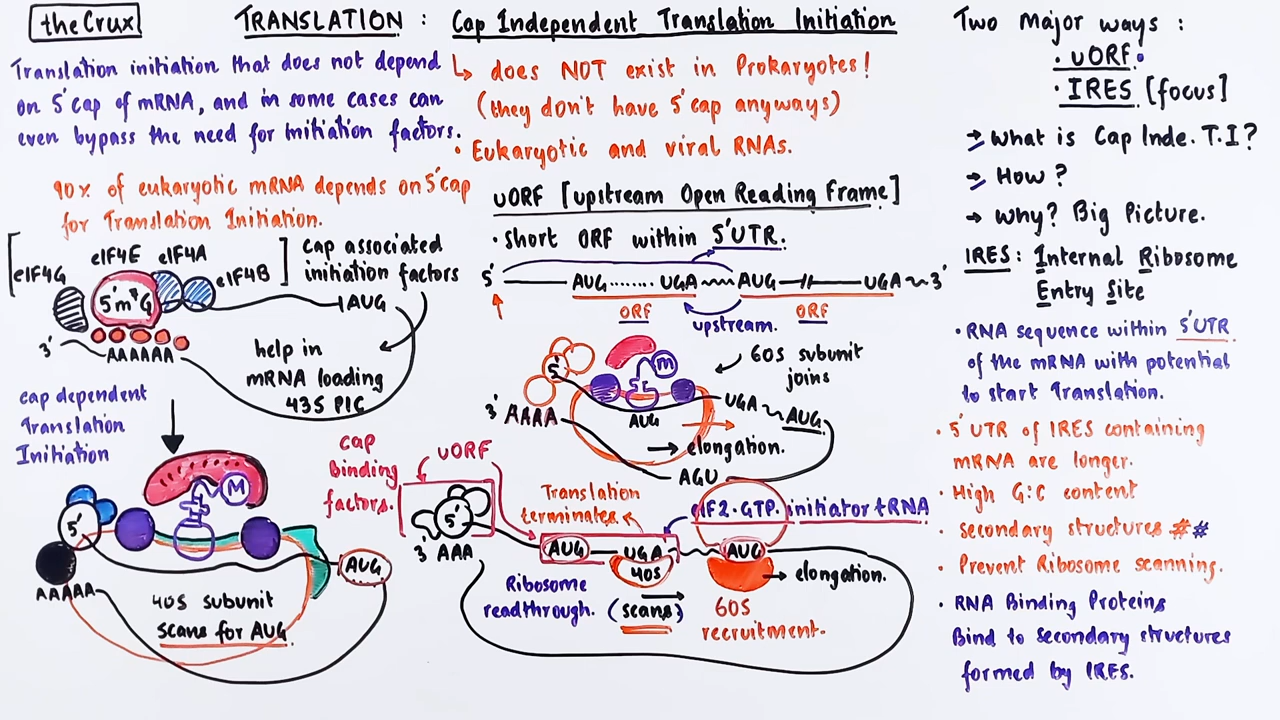 theCrux
TRANSLATION : Cap Independent Translation Initiation
Translation initiation that does not depend
on 5'cap of mRNA, and in some cases can
even bypass the need for initiation factors.
90% of eukaryotic mRNA depends on 5'cap
for Translation Initiation.
eIF4G
eIF4E
eIF4A
eIF4B
cap associated
initiation factors
5'm⁷G
AUG
3'
AAAAAA
help in
mRNA loading
43S PIC
cap dependent
Translation
Initiation
M
5'
AUG
AAAAA
40S subunit
scans for AUG
↳ does NOT exist in Prokaryotes!
(they don't have 5'cap anyways)
• Eukaryotic and viral RNAs.
uORF [upstream Open Reading Frame]
• short ORF within 5'UTR.
5' AUG........ UGA AUG UGA 3'
ORF
upstream.
ORF
5'
m
60S subunit
joins
3' AAAA
AUG
UGA
AUG
→ elongation.
AGU
cap
Binding
factors.
uORF
5'
3' AAA
Translation
terminates
eIF2·GTP. initiator tRNA
AUG UGA AUG
40S
→ elongation.
Ribosome
readthrough.
(scans)
60S
recruitment.
Two major ways :
• uORF
• IRES [focus]
→ What is Cap Inde. T.I?
→ How ?
→ Why? Big Picture.
IRES : Internal Ribosome
Entry Site
• RNA sequence within 5'UTR
of the mRNA with potential
to start Translation.
• 5' UTR of IRES containing
mRNA are longer.
• High G:C content
• secondary structures ##
• Prevent Ribosome scanning.
• RNA Binding Proteins
Bind to secondary structures
formed by IRES.